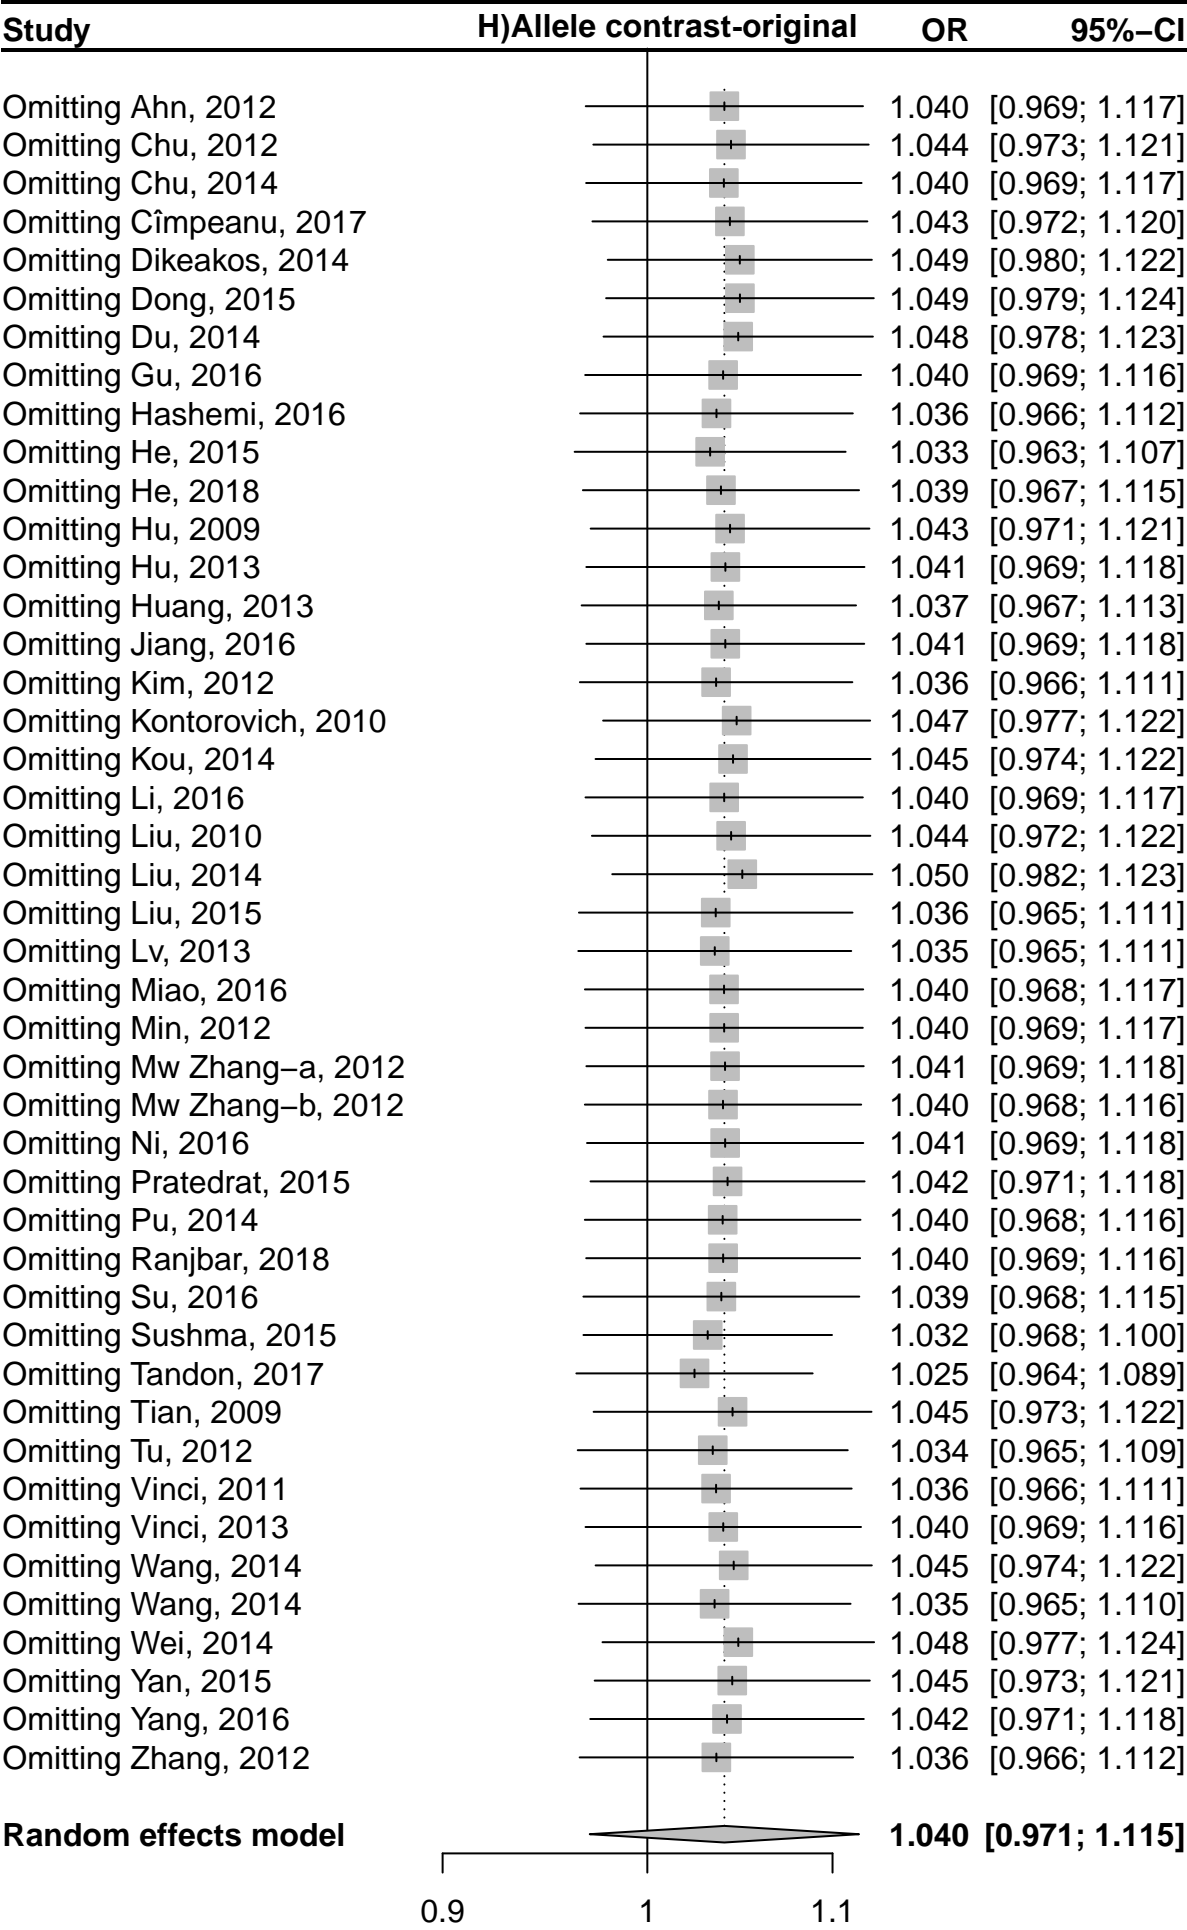 Study H)Allele contrast-original OR 95%−CI
Omitting Ahn, 2012 1.040 [0.969; 1.117]
Omitting Chu, 2012 1.044 [0.973; 1.121]
Omitting Chu, 2014 1.040 [0.969; 1.117]
Omitting Cîmpeanu, 2017 1.043 [0.972; 1.120]
Omitting Dikeakos, 2014 1.049 [0.980; 1.122]
Omitting Dong, 2015 1.049 [0.979; 1.124]
Omitting Du, 2014 1.048 [0.978; 1.123]
Omitting Gu, 2016 1.040 [0.969; 1.116]
Omitting Hashemi, 2016 1.036 [0.966; 1.112]
Omitting He, 2015 1.033 [0.963; 1.107]
Omitting He, 2018 1.039 [0.967; 1.115]
Omitting Hu, 2009 1.043 [0.971; 1.121]
Omitting Hu, 2013 1.041 [0.969; 1.118]
Omitting Huang, 2013 1.037 [0.967; 1.113]
Omitting Jiang, 2016 1.041 [0.969; 1.118]
Omitting Kim, 2012 1.036 [0.966; 1.111]
Omitting Kontorovich, 2010 1.047 [0.977; 1.122]
Omitting Kou, 2014 1.045 [0.974; 1.122]
Omitting Li, 2016 1.040 [0.969; 1.117]
Omitting Liu, 2010 1.044 [0.972; 1.122]
Omitting Liu, 2014 1.050 [0.982; 1.123]
Omitting Liu, 2015 1.036 [0.965; 1.111]
Omitting Lv, 2013 1.035 [0.965; 1.111]
Omitting Miao, 2016 1.040 [0.968; 1.117]
Omitting Min, 2012 1.040 [0.969; 1.117]
Omitting Mw Zhang−a, 2012 1.041 [0.969; 1.118]
Omitting Mw Zhang−b, 2012 1.040 [0.968; 1.116]
Omitting Ni, 2016 1.041 [0.969; 1.118]
Omitting Pratedrat, 2015 1.042 [0.971; 1.118]
Omitting Pu, 2014 1.040 [0.968; 1.116]
Omitting Ranjbar, 2018 1.040 [0.969; 1.116]
Omitting Su, 2016 1.039 [0.968; 1.115]
Omitting Sushma, 2015 1.032 [0.968; 1.100]
Omitting Tandon, 2017 1.025 [0.964; 1.089]
Omitting Tian, 2009 1.045 [0.973; 1.122]
Omitting Tu, 2012 1.034 [0.965; 1.109]
Omitting Vinci, 2011 1.036 [0.966; 1.111]
Omitting Vinci, 2013 1.040 [0.969; 1.116]
Omitting Wang, 2014 1.045 [0.974; 1.122]
Omitting Wang, 2014 1.035 [0.965; 1.110]
Omitting Wei, 2014 1.048 [0.977; 1.124]
Omitting Yan, 2015 1.045 [0.973; 1.121]
Omitting Yang, 2016 1.042 [0.971; 1.118]
Omitting Zhang, 2012 1.036 [0.966; 1.112]
Random effects model 1.040 [0.971; 1.115]
0.9 1 1.1